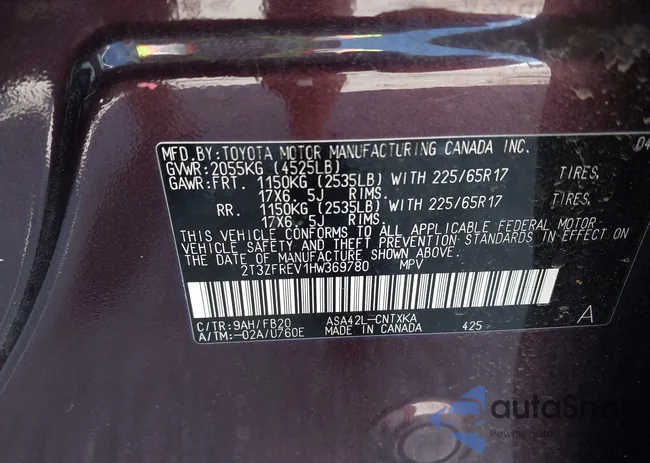 MFD.BY:TOYOTA MOTOR MANUFACTURING CANADA INC. 04
GVWR:2055KG (4525LB)
GAWR:FRT. 1150KG (2535LB) WITH 225/65R17 TIRES,
17X6. 5J RIMS.
RR. 1150KG (2535LB) WITH 225/65R17 TIRES,
17X6. 5J RIMS.
THIS VEHICLE CONFORMS TO ALL APPLICABLE FEDERAL MOTOR
VEHICLE SAFETY AND THEFT PREVENTION STANDARDS IN EFFECT ON
THE DATE OF MANUFACTURE SHOWN ABOVE.
2T3ZFREV1HW369780 MPV
C/TR:9AH/FB20 ASA42L-CNTXKA A
A/TM:-02A/U760E MADE IN CANADA 425
autoSna
Pewne auto